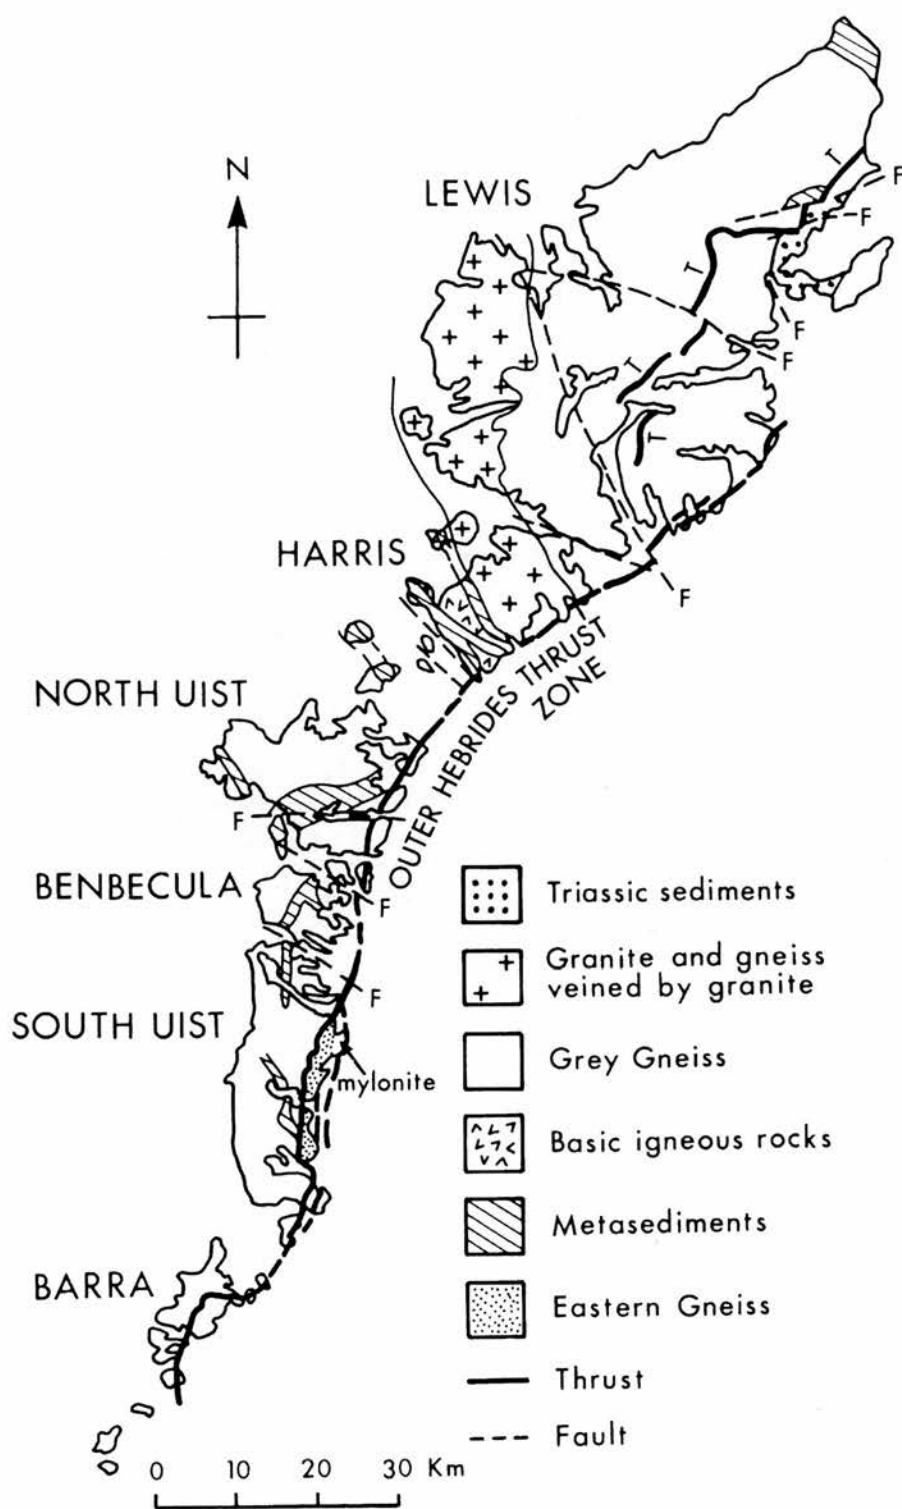 N
LEWIS
T
F
F
T
F
F
T
T
HARRIS
F
OUTER HEBRIDES THRUST
ZONE
NORTH UIST
F
BENBECULA
F
F
SOUTH UIST
mylonite
BARRA
Triassic sediments
Granite and gneiss
veined by granite
Grey Gneiss
Basic igneous rocks
Metasediments
Eastern Gneiss
Thrust
Fault
0 10 20 30 Km